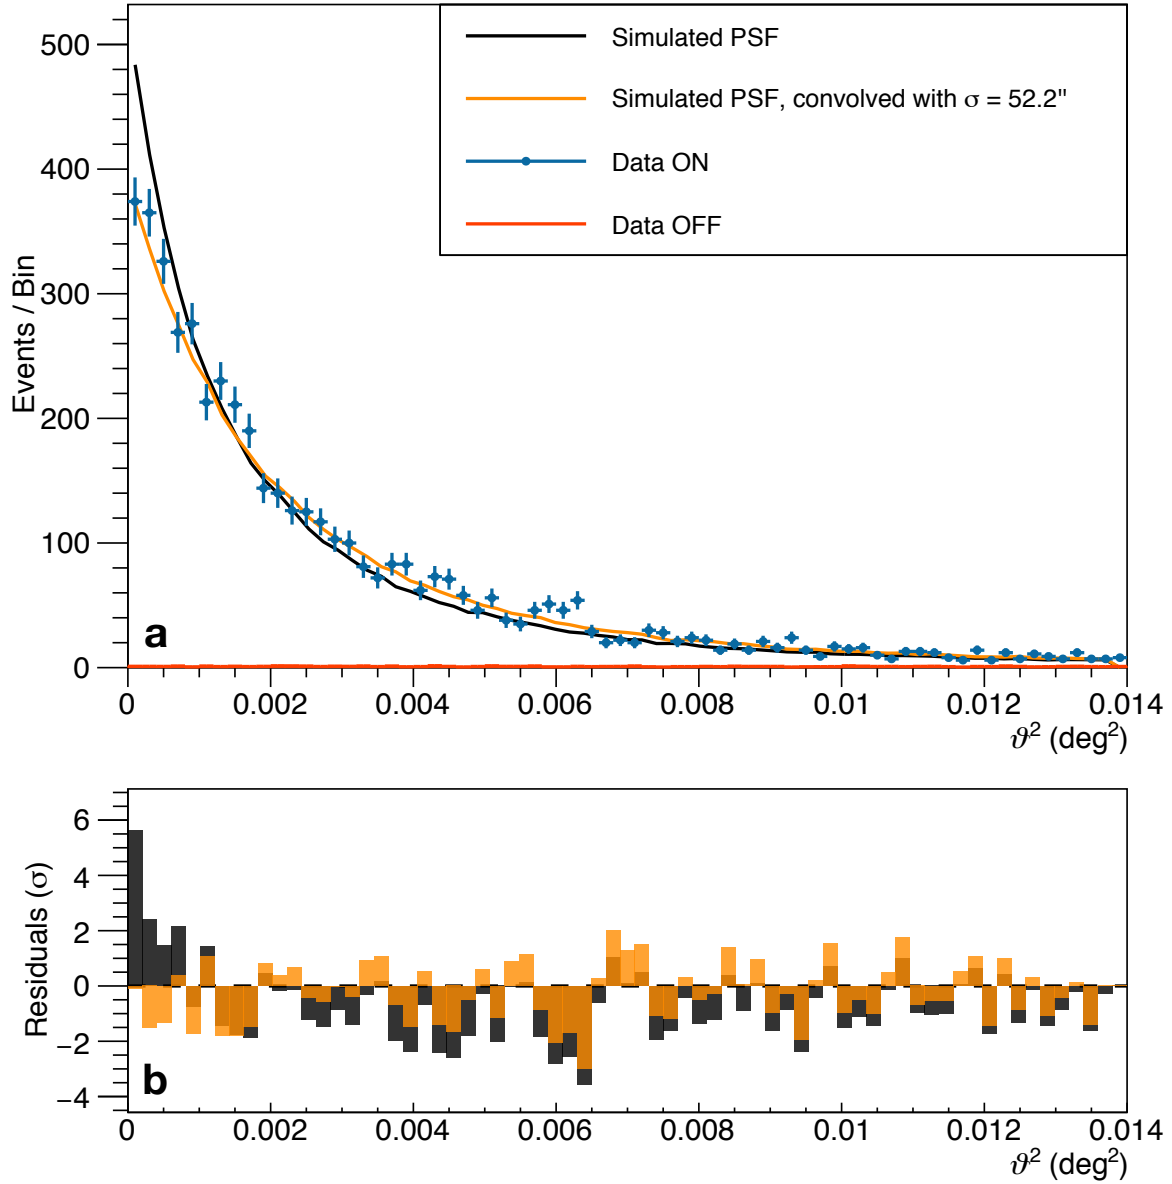 500
400
300
200
100
0
Events / Bin
Simulated PSF
Simulated PSF, convolved with σ = 52.2"
Data ON
Data OFF
a
0 0.002 0.004 0.006 0.008 0.01 0.012 0.014
ϑ² (deg²)
6
4
2
0
−2
−4
Residuals (σ)
b
0 0.002 0.004 0.006 0.008 0.01 0.012 0.014
ϑ² (deg²)